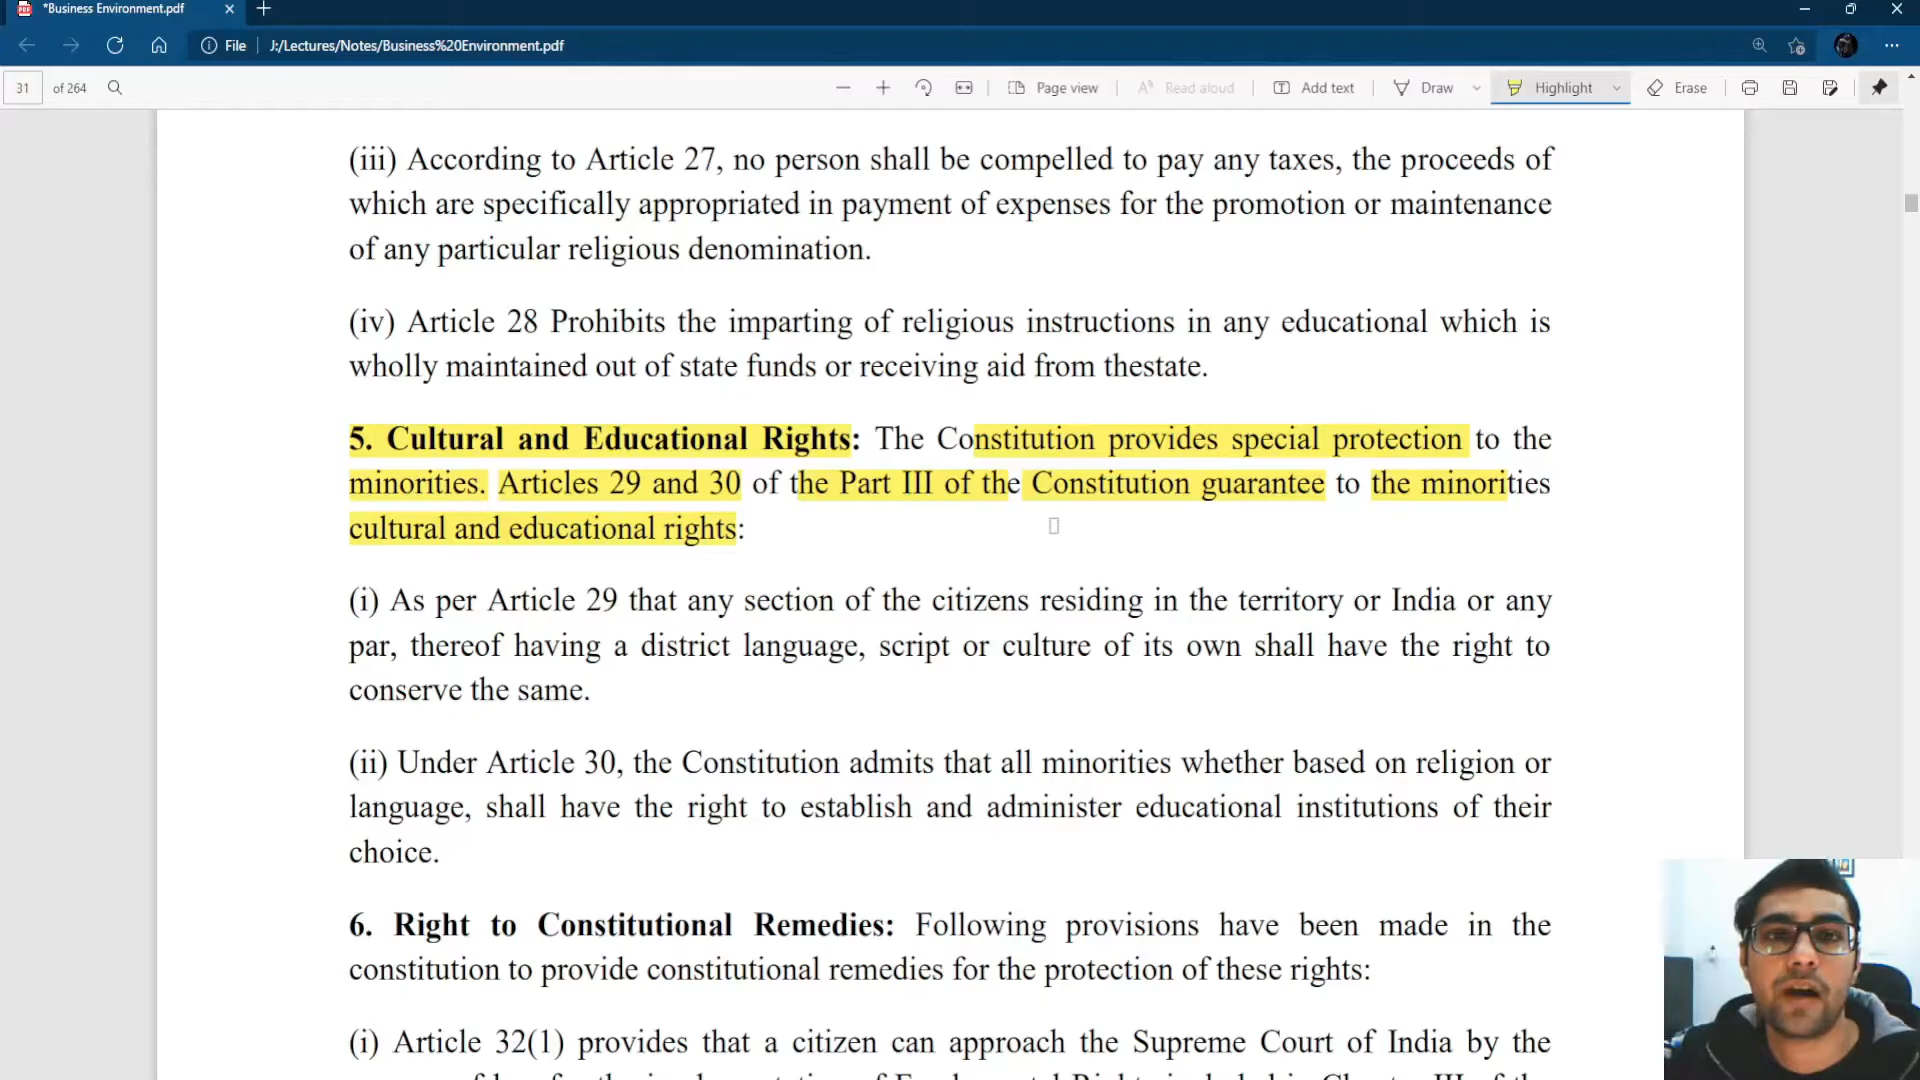 *Business Environment.pdf
File J:/Lectures/Notes/Business%20Environment.pdf
31 of 264 Page view Read aloud Add text Draw Highlight Erase
(iii) According to Article 27, no person shall be compelled to pay any taxes, the proceeds of
which are specifically appropriated in payment of expenses for the promotion or maintenance
of any particular religious denomination.
(iv) Article 28 Prohibits the imparting of religious instructions in any educational which is
wholly maintained out of state funds or receiving aid from thestate.
5. Cultural and Educational Rights: The Constitution provides special protection to the
minorities. Articles 29 and 30 of the Part III of the Constitution guarantee to the minorities
cultural and educational rights:
(i) As per Article 29 that any section of the citizens residing in the territory or India or any
par, thereof having a district language, script or culture of its own shall have the right to
conserve the same.
(ii) Under Article 30, the Constitution admits that all minorities whether based on religion or
language, shall have the right to establish and administer educational institutions of their
choice.
6. Right to Constitutional Remedies: Following provisions have been made in the
constitution to provide constitutional remedies for the protection of these rights:
(i) Article 32(1) provides that a citizen can approach the Supreme Court of India by the